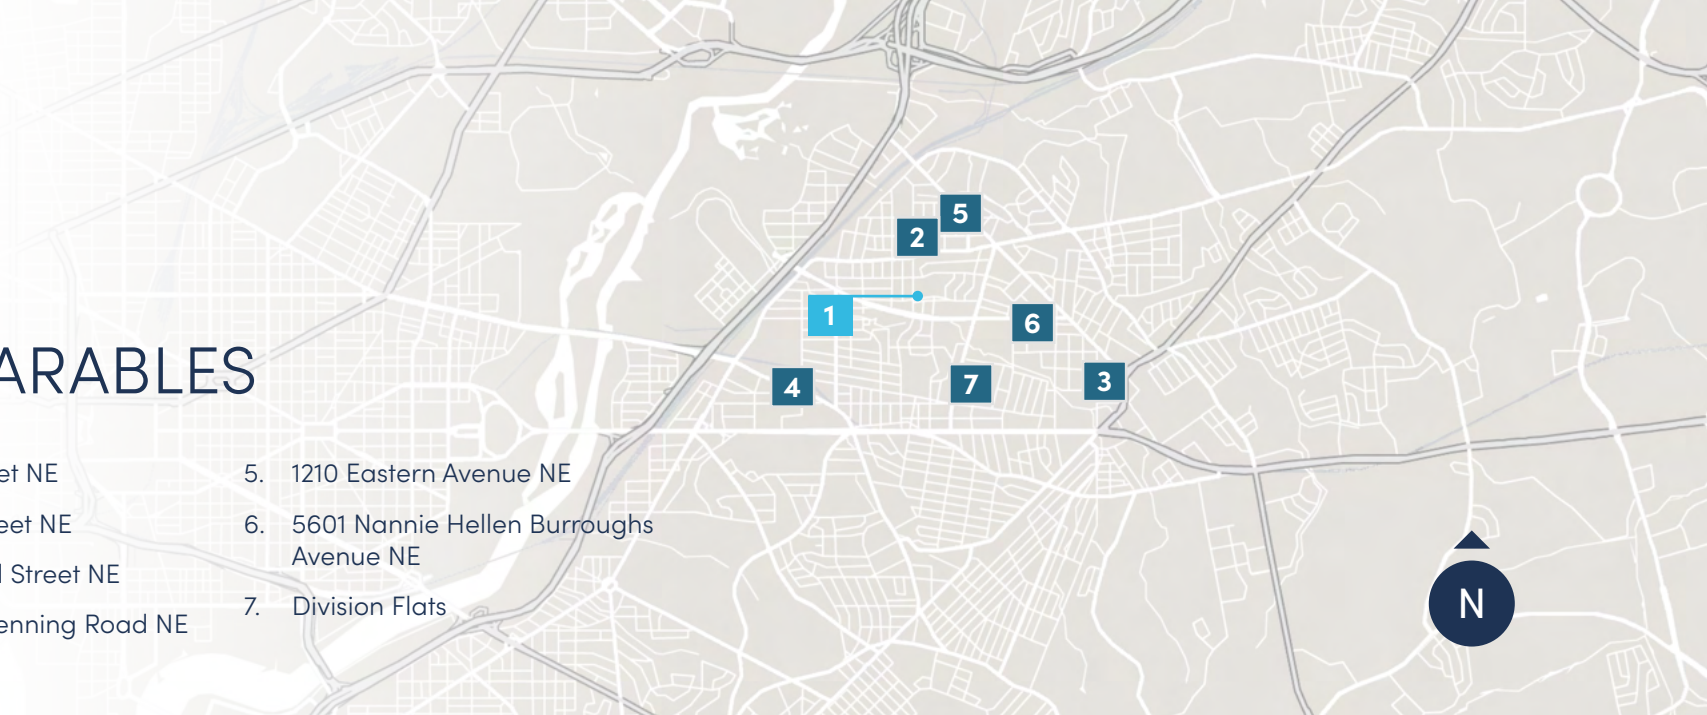 5
2
1
6
ARABLES
4
7
3
et NE
eet NE
Street NE
enning Road NE
5. 1210 Eastern Avenue NE
6. 5601 Nannie Hellen Burroughs
Avenue NE
7. Division Flats
N